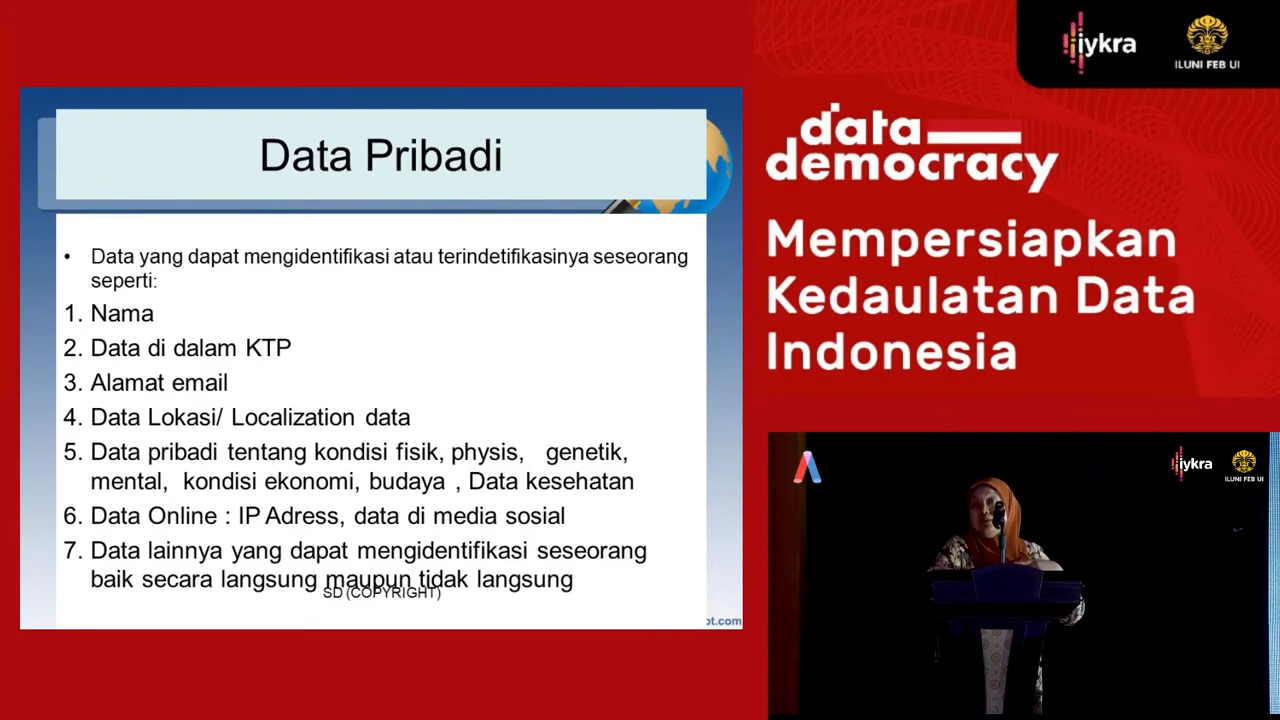 Data Pribadi
• Data yang dapat mengidentifikasi atau terindetifikasinya seseorang
seperti:
1. Nama
2. Data di dalam KTP
3. Alamat email
4. Data Lokasi/ Localization data
5. Data pribadi tentang kondisi fisik, physis, genetik,
mental, kondisi ekonomi, budaya , Data kesehatan
6. Data Online : IP Adress, data di media sosial
7. Data lainnya yang dapat mengidentifikasi seseorang
baik secara langsung maupun tidak langsung
SD (COPYRIGHT)
pt.com
iykra
ILUNI FEB UI
data
democracy
Mempersiapkan
Kedaulatan Data
Indonesia
iykra
ILUNI FEB UI